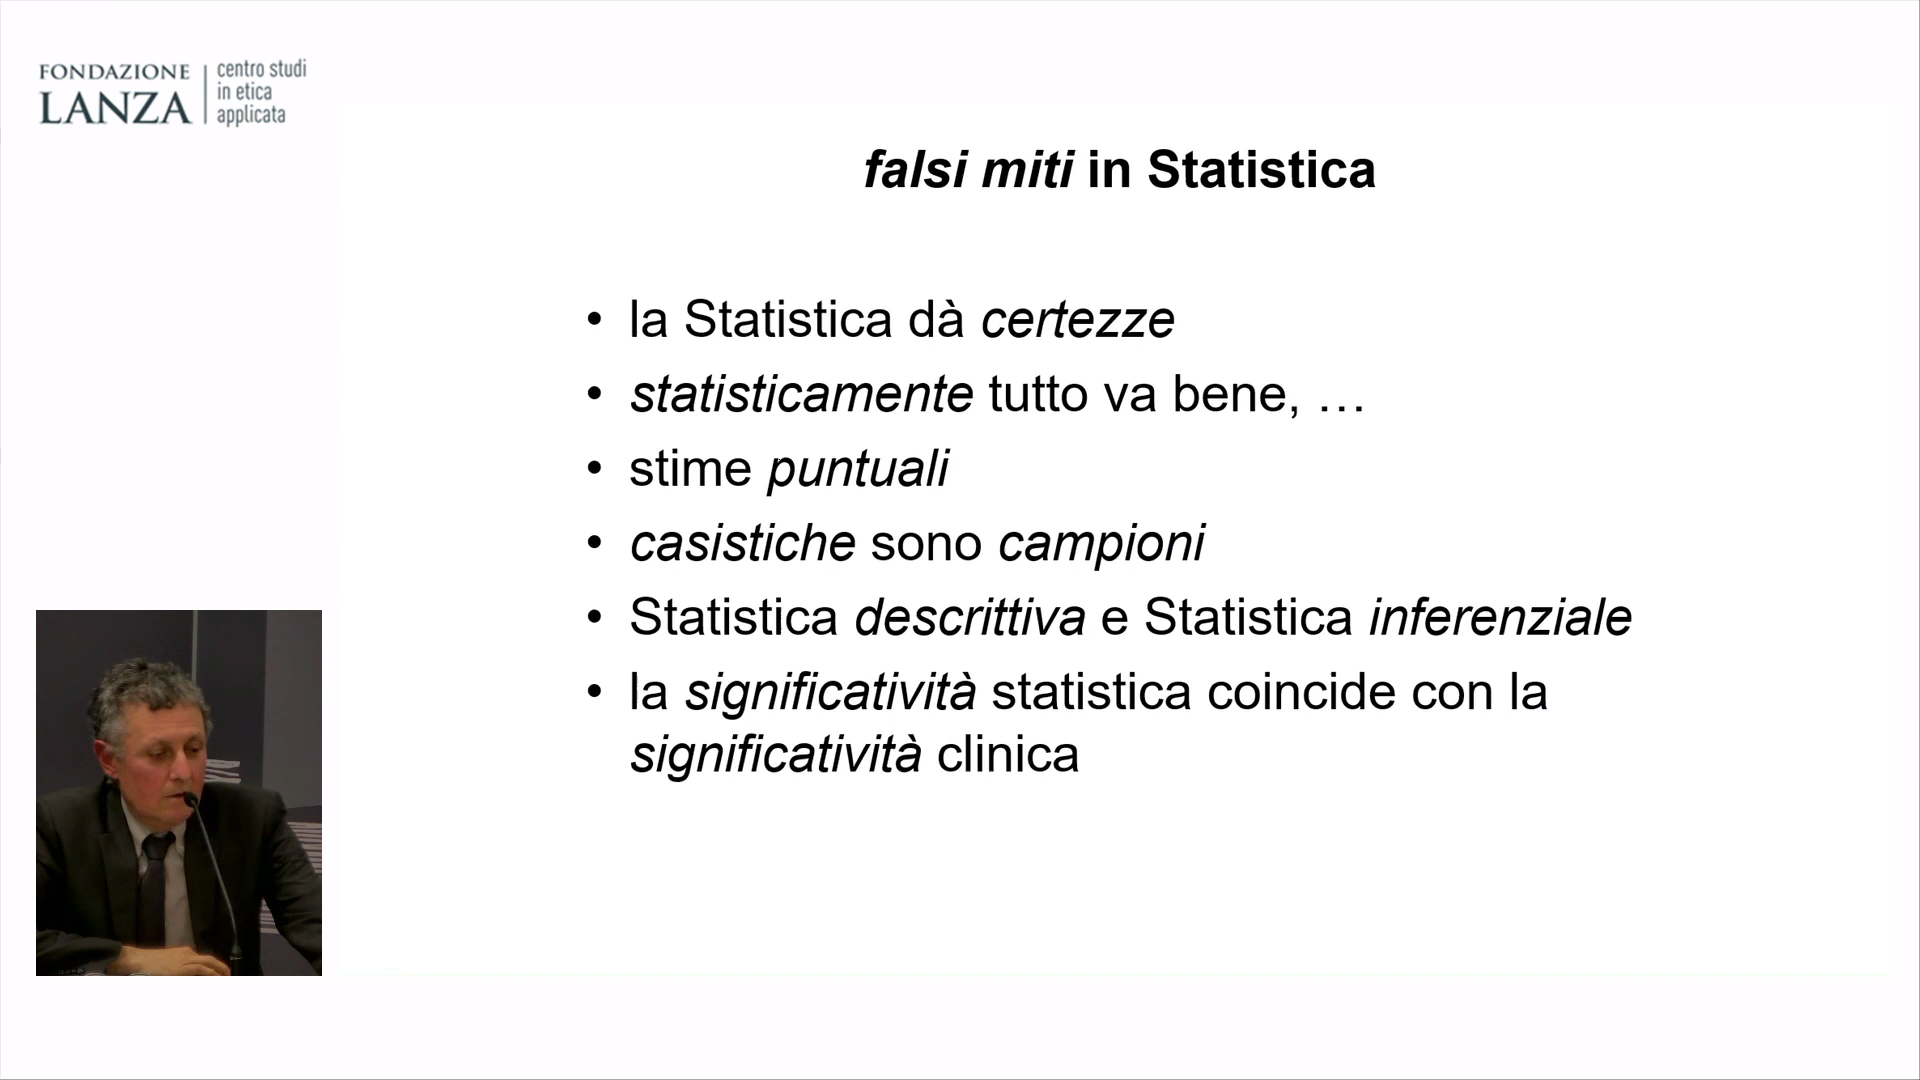 FONDAZIONE
LANZA
centro studi
in etica
applicata
falsi miti in Statistica
• la Statistica dà certezze
• statisticamente tutto va bene, …
• stime puntuali
• casistiche sono campioni
• Statistica descrittiva e Statistica inferenziale
• la significatività statistica coincide con la
significatività clinica